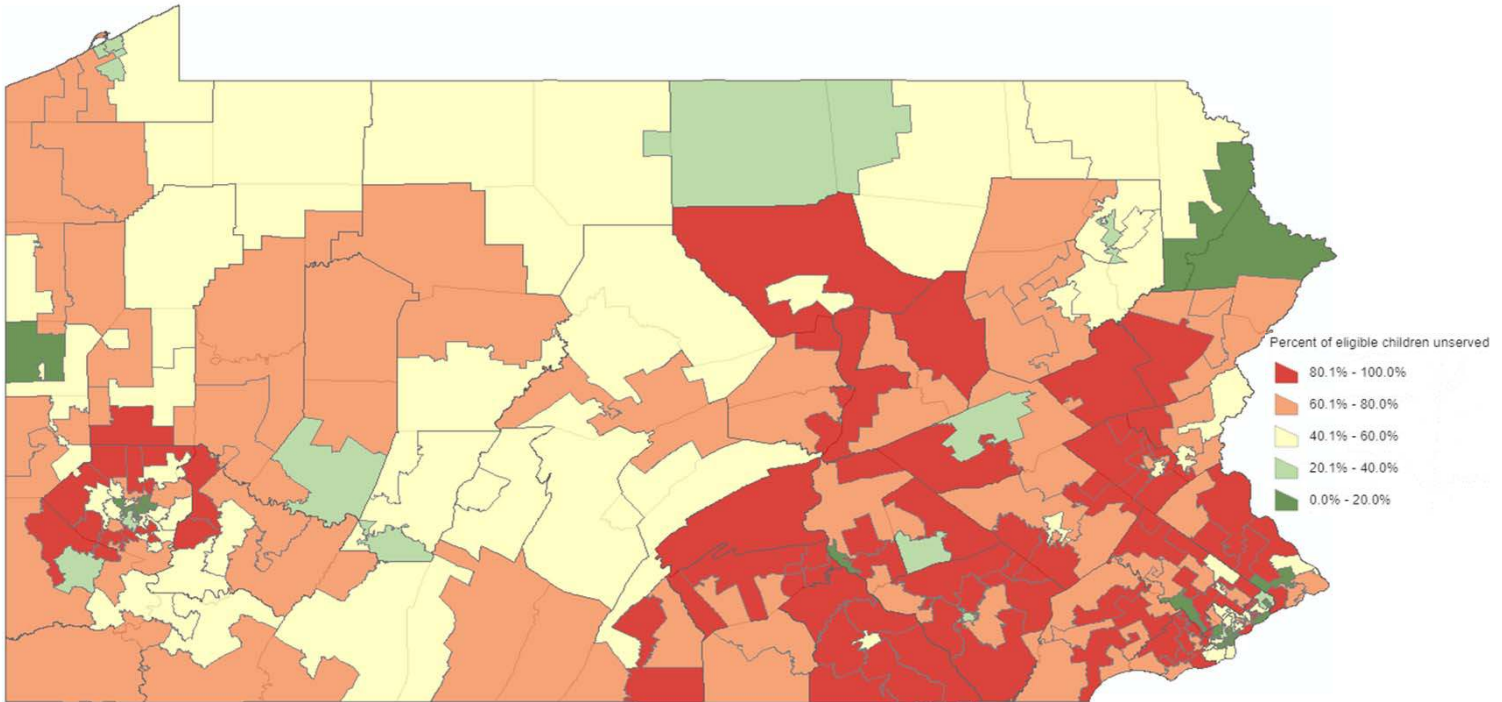 Percent of eligible children unserved
80.1% - 100.0%
60.1% - 80.0%
40.1% - 60.0%
20.1% - 40.0%
0.0% - 20.0%